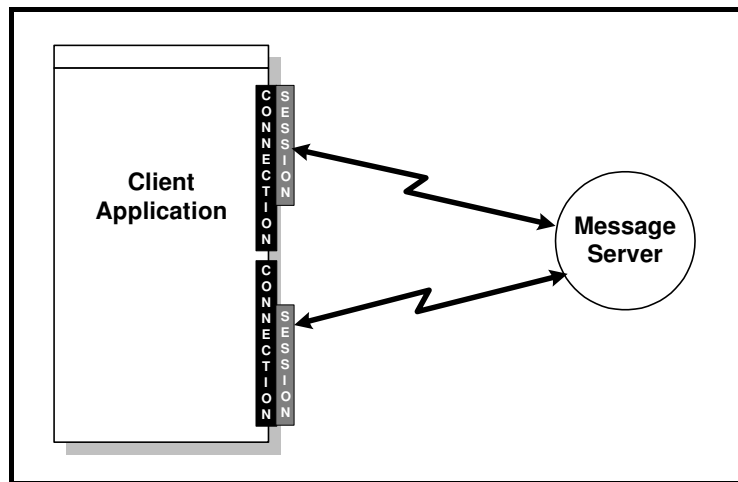 CONNECTION
SESSION
Client
Application
Message
Server
CONNECTION
SESSION